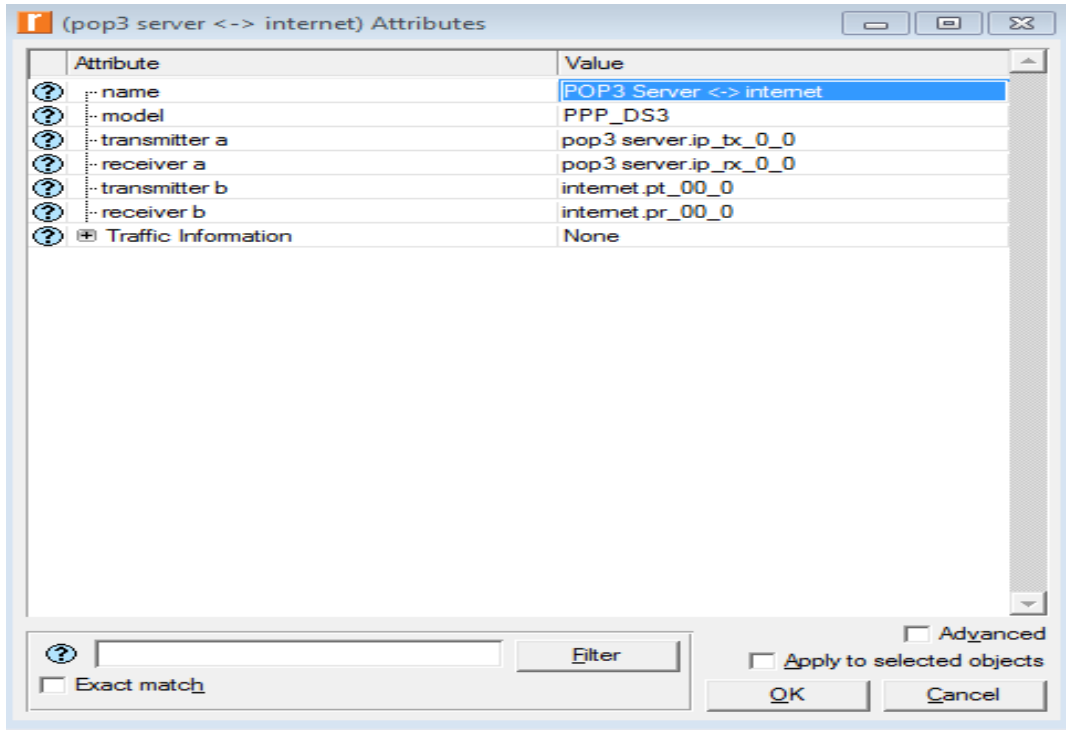 (pop3 server <-> internet) Attributes
Attribute Value
name POP3 Server <-> internet
model PPP_DS3
transmitter a pop3 server.ip_tx_0_0
receiver a pop3 server.ip_rx_0_0
transmitter b internet.pt_00_0
receiver b internet.pr_00_0
Traffic Information None
Advanced
Filter
Apply to selected objects
Exact match
OK Cancel